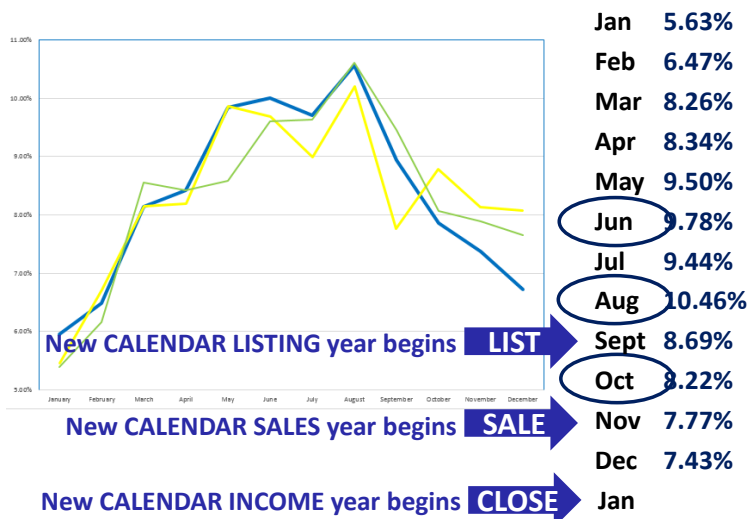 Jan 5.63%
Feb 6.47%
Mar 8.26%
Apr 8.34%
May 9.50%
Jun 9.78%
Jul 9.44%
Aug 10.46%
Sept 8.69%
Oct 8.22%
Nov 7.77%
Dec 7.43%
Jan
11.00%
10.00%
9.00%
8.00%
7.00%
6.00%
5.00%
January February March April May June July August September October November December
New CALENDAR LISTING year begins LIST
New CALENDAR SALES year begins SALE
New CALENDAR INCOME year begins CLOSE